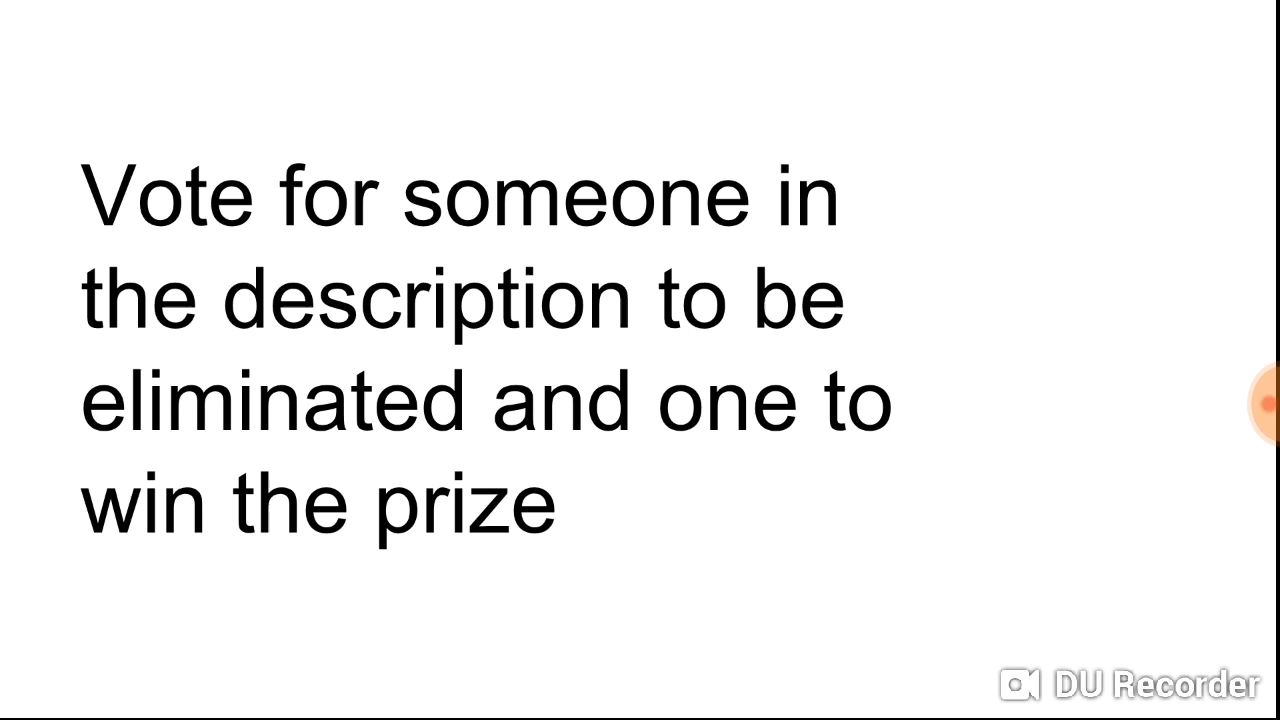 Vote for someone in
the description to be
eliminated and one to
win the prize
DU Recorder